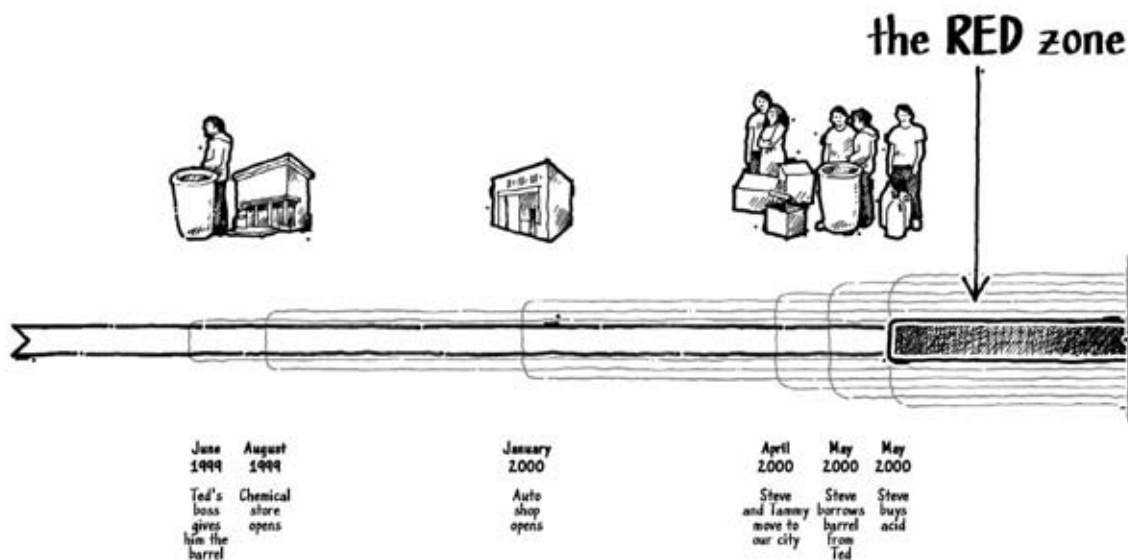 the RED zone
June
1999
Ted's
boss
gives
him the
barrel
August
1999
Chemical
store
opens
January
2000
Auto
shop
opens
April
2000
Steve
and Tammy
move to
our city
May
2000
Steve
borrows
barrel
from
Ted
May
2000
Steve
buys
acid